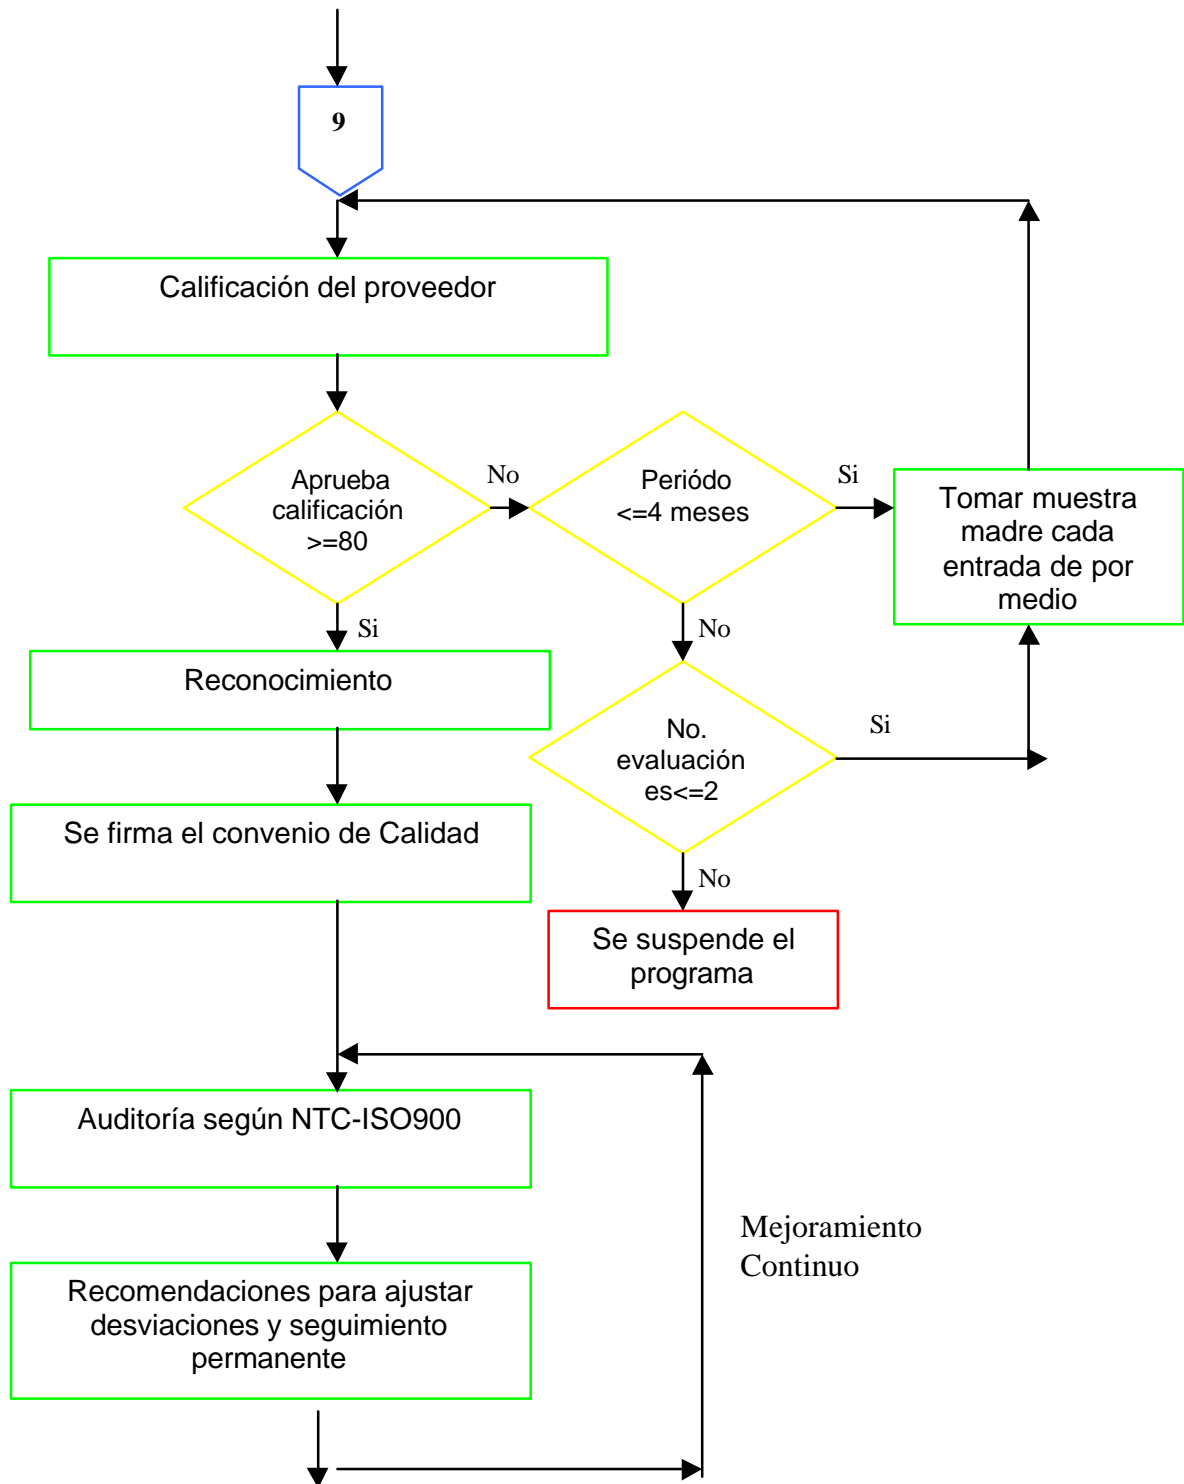 9
Calificación del proveedor
Aprueba
calificación
>=80
No
Periódo
<=4 meses
Si
Tomar muestra
madre cada
entrada de por
medio
Si
No
Reconocimiento
No.
evaluación
es<=2
Si
Se firma el convenio de Calidad
No
Se suspende el
programa
Auditoría según NTC-ISO900
Mejoramiento
Continuo
Recomendaciones para ajustar
desviaciones y seguimiento
permanente